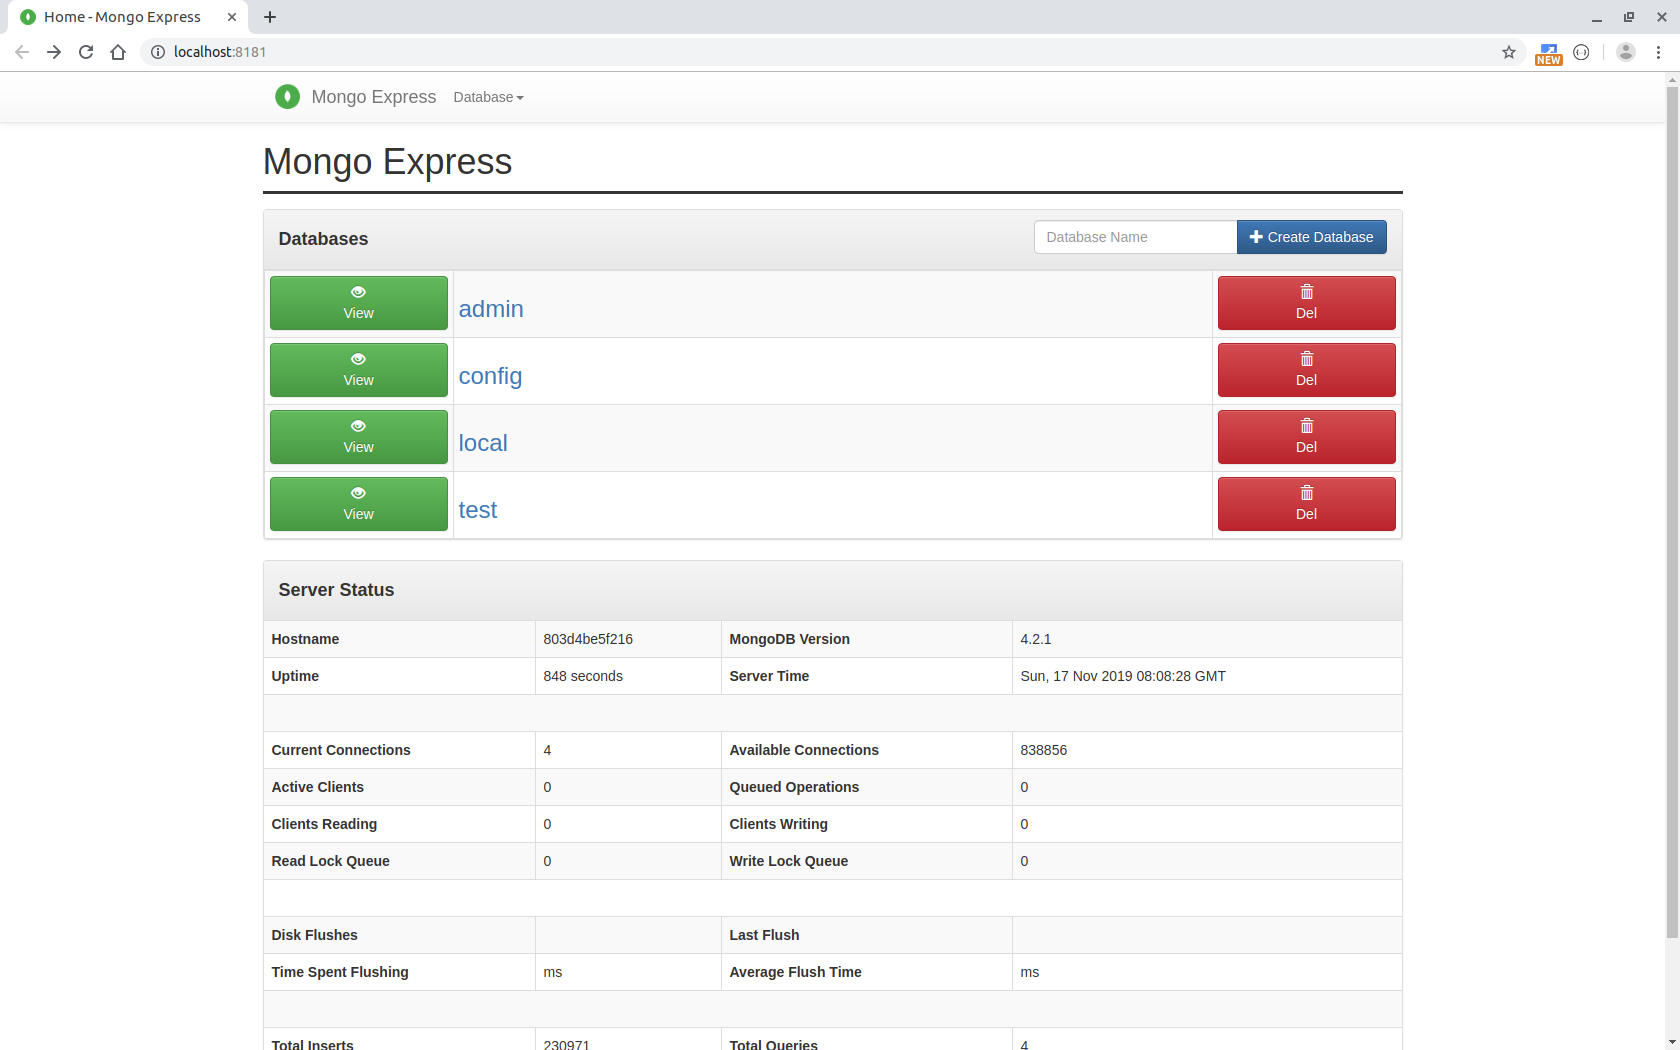 Home - Mongo Express
localhost:8181
NEW
Mongo Express Database
Mongo Express
Databases Database Name Create Database
View admin Del
View config Del
View local Del
View test Del
Server Status
Hostname 803d4be5f216 MongoDB Version 4.2.1
Uptime 848 seconds Server Time Sun, 17 Nov 2019 08:08:28 GMT
Current Connections 4 Available Connections 838856
Active Clients 0 Queued Operations 0
Clients Reading 0 Clients Writing 0
Read Lock Queue 0 Write Lock Queue 0
Disk Flushes Last Flush
Time Spent Flushing ms Average Flush Time ms
Total Inserts 230971 Total Queries 4